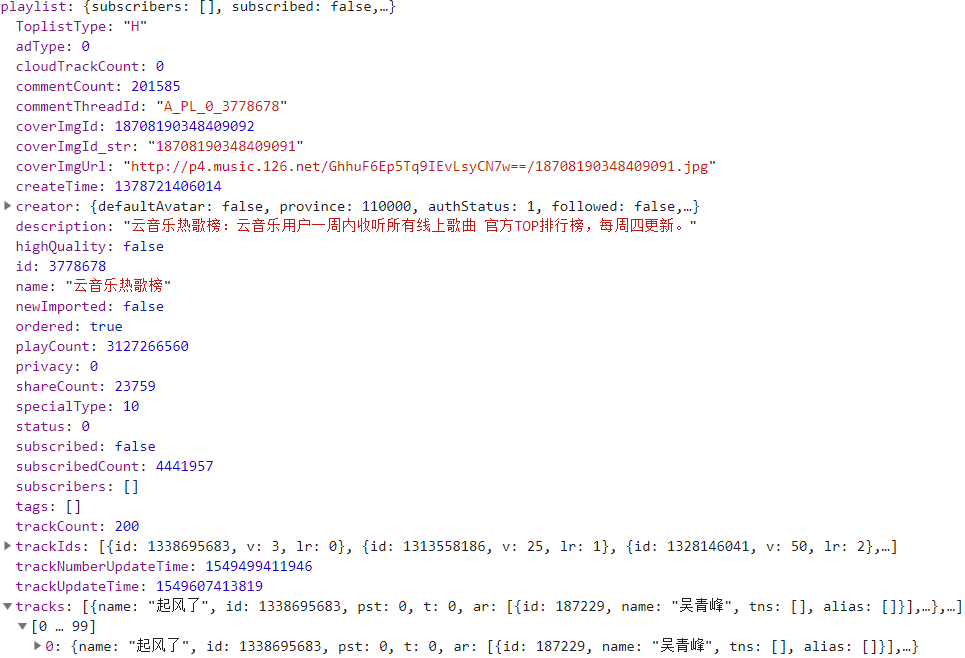 playlist: {subscribers: [], subscribed: false,…}
ToplistType: "H"
adType: 0
cloudTrackCount: 0
commentCount: 201585
commentThreadId: "A_PL_0_3778678"
coverImgId: 18708190348409092
coverImgId_str: "18708190348409091"
coverImgUrl: "http://p4.music.126.net/GhhuF6Ep5Tq9IEvLsyCN7w==/18708190348409091.jpg"
createTime: 1378721406014
creator: {defaultAvatar: false, province: 110000, authStatus: 1, followed: false,…}
description: "云音乐热歌榜：云音乐用户一周内收听所有线上歌曲 官方TOP排行榜，每周四更新。"
highQuality: false
id: 3778678
name: "云音乐热歌榜"
newImported: false
ordered: true
playCount: 3127266560
privacy: 0
shareCount: 23759
specialType: 10
status: 0
subscribed: false
subscribedCount: 4441957
subscribers: []
tags: []
trackCount: 200
trackIds: [{id: 1338695683, v: 3, lr: 0}, {id: 1313558186, v: 25, lr: 1}, {id: 1328146041, v: 50, lr: 2},…]
trackNumberUpdateTime: 1549499411946
trackUpdateTime: 1549607413819
tracks: [{name: "起风了", id: 1338695683, pst: 0, t: 0, ar: [{id: 187229, name: "吴青峰", tns: [], alias: []}],…},…]
[0 … 99]
0: {name: "起风了", id: 1338695683, pst: 0, t: 0, ar: [{id: 187229, name: "吴青峰", tns: [], alias: []}],…}